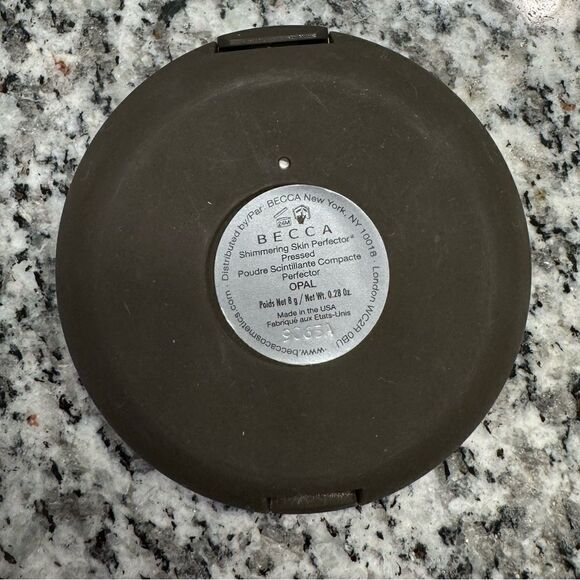 24M
BECCA
Shimmering Skin Perfector®
Pressed
Poudre Scintillante Compacte
Perfector
OPAL
Poids Net 8 g / Net Wt. 0.28 Oz.
Made in the USA
Fabriqué aux Etats-Unis
www.beccacosmetics.com · Distributed by/Par: BECCA New York, NY 10018 · London WC2R 0BU ·